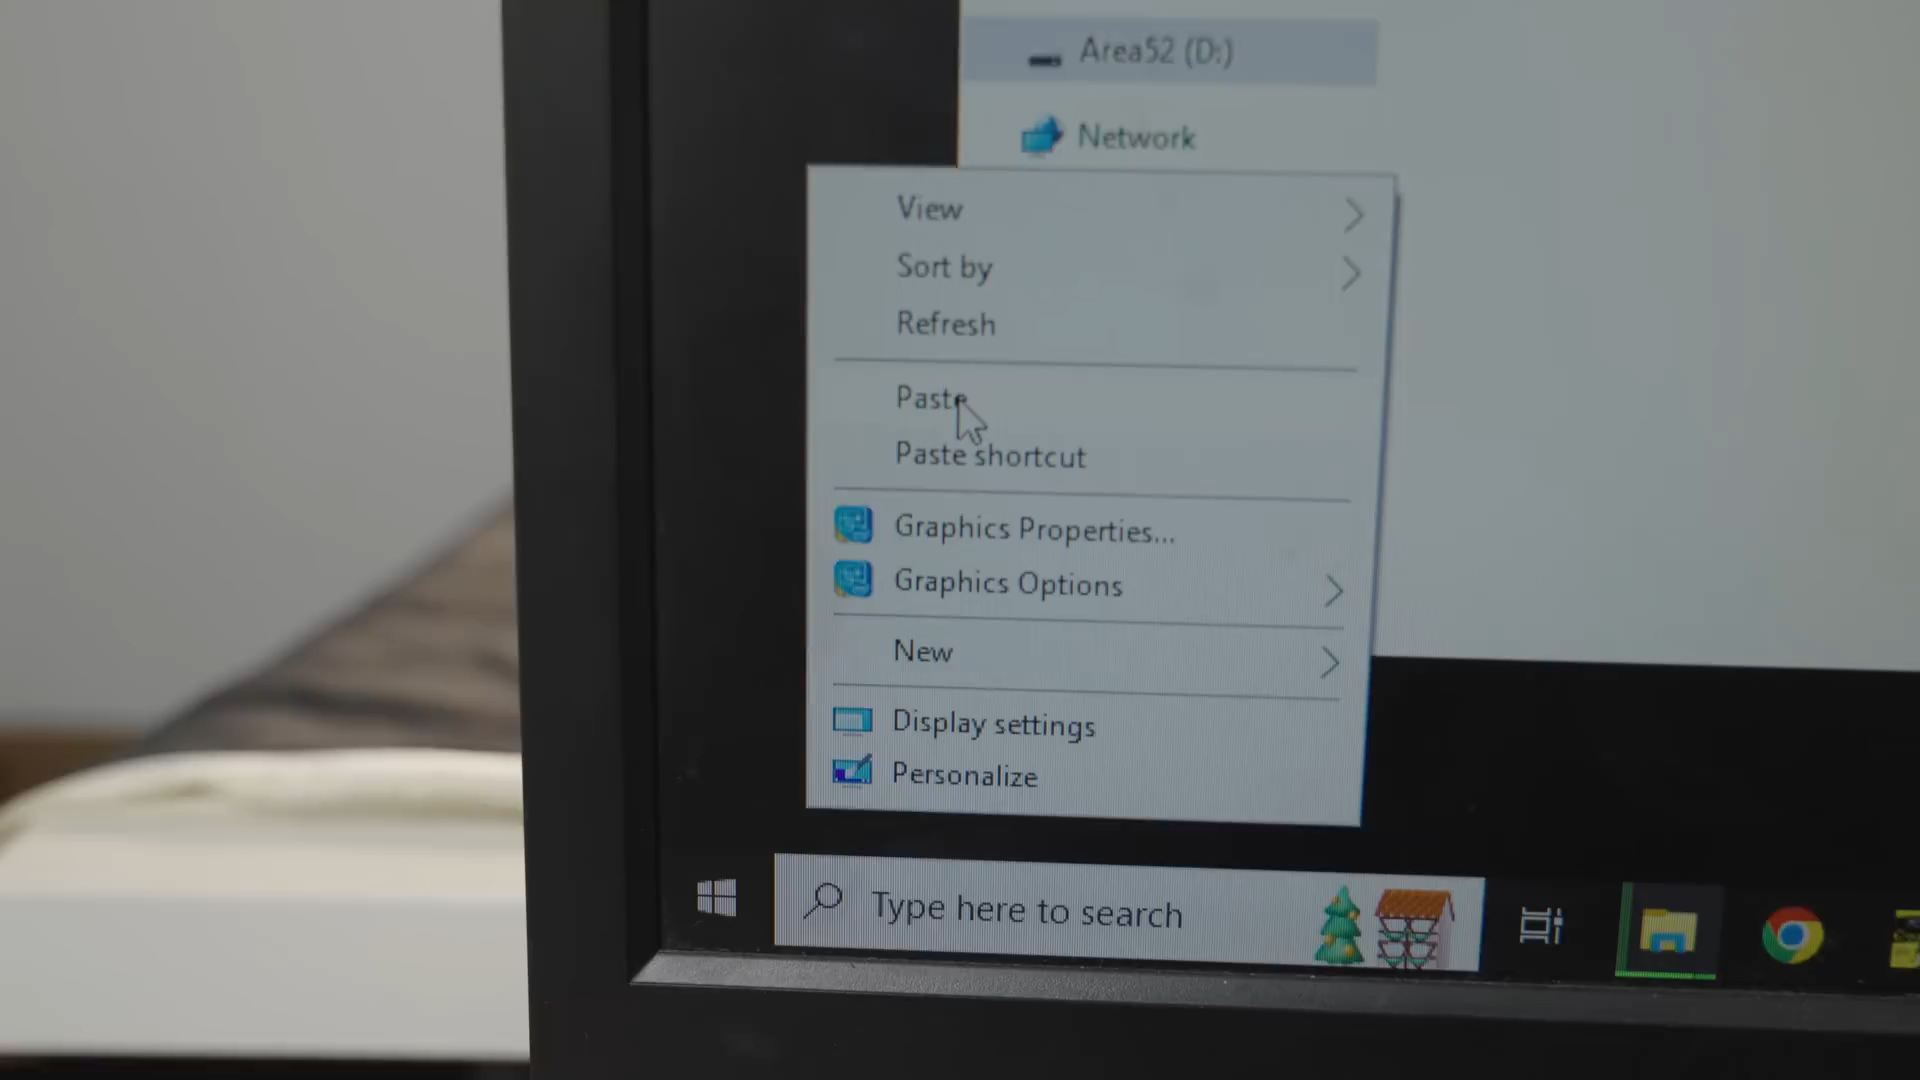 Area52 (D:)
Network
View
Sort by
Refresh
Paste
Paste shortcut
Graphics Properties...
Graphics Options
New
Display settings
Personalize
Type here to search